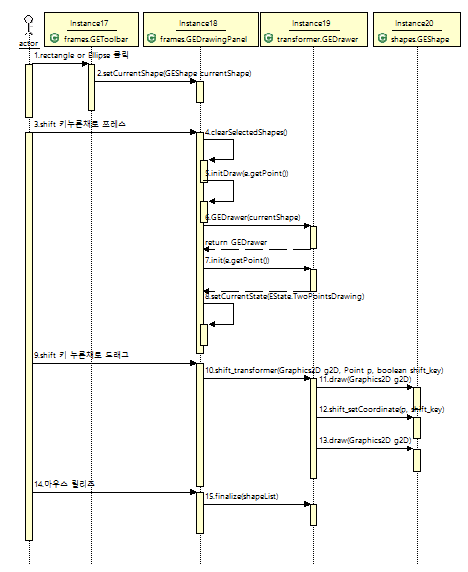 Instance17
frames.GEToolbar
Instance18
frames.GEDrawingPanel
Instance19
transformer.GEDrawer
Instance20
shapes.GEShape
actor
1.rectangle or Ellipse 클릭
2.setCurrentShape(GEShape currentShape)
3.shift 키누른채로 프레스
4.clearSelectedShapes()
5.initDraw(e.getPoint())
6.GEDrawer(currentShape)
return GEDrawer
7.init(e.getPoint())
8.setCurrentState(EState.TwoPointsDrawing)
9.shift 키 누른채로 드래그
10.shift_transformer(Graphics2D g2D, Point p, boolean shift_key)
11.draw(Graphics2D g2D)
12.shift_setCoordinate(p, shift_key)
13.draw(Graphics2D g2D)
14.마우스 릴리즈
15.finalize(shapeList)